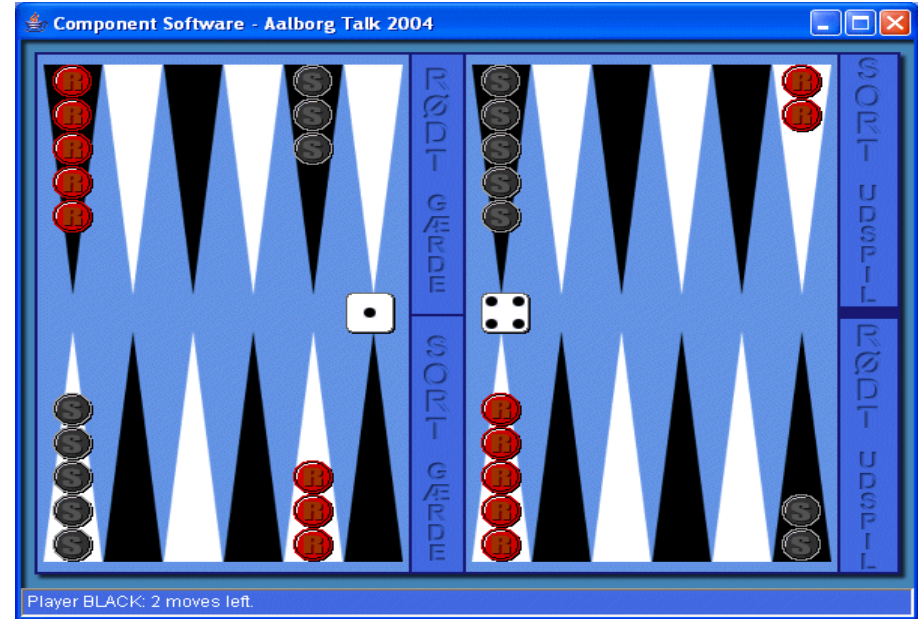 Component Software - Aalborg Talk 2004
RØDT GÆRDE
SORT GÆRDE
SORT UDSPIL
RØDT UDSPIL
R
R
R
R
R
S
S
S
S
S
S
S
S
R
R
S
S
S
S
S
R
R
R
R
R
R
R
R
S
S
Player BLACK: 2 moves left.